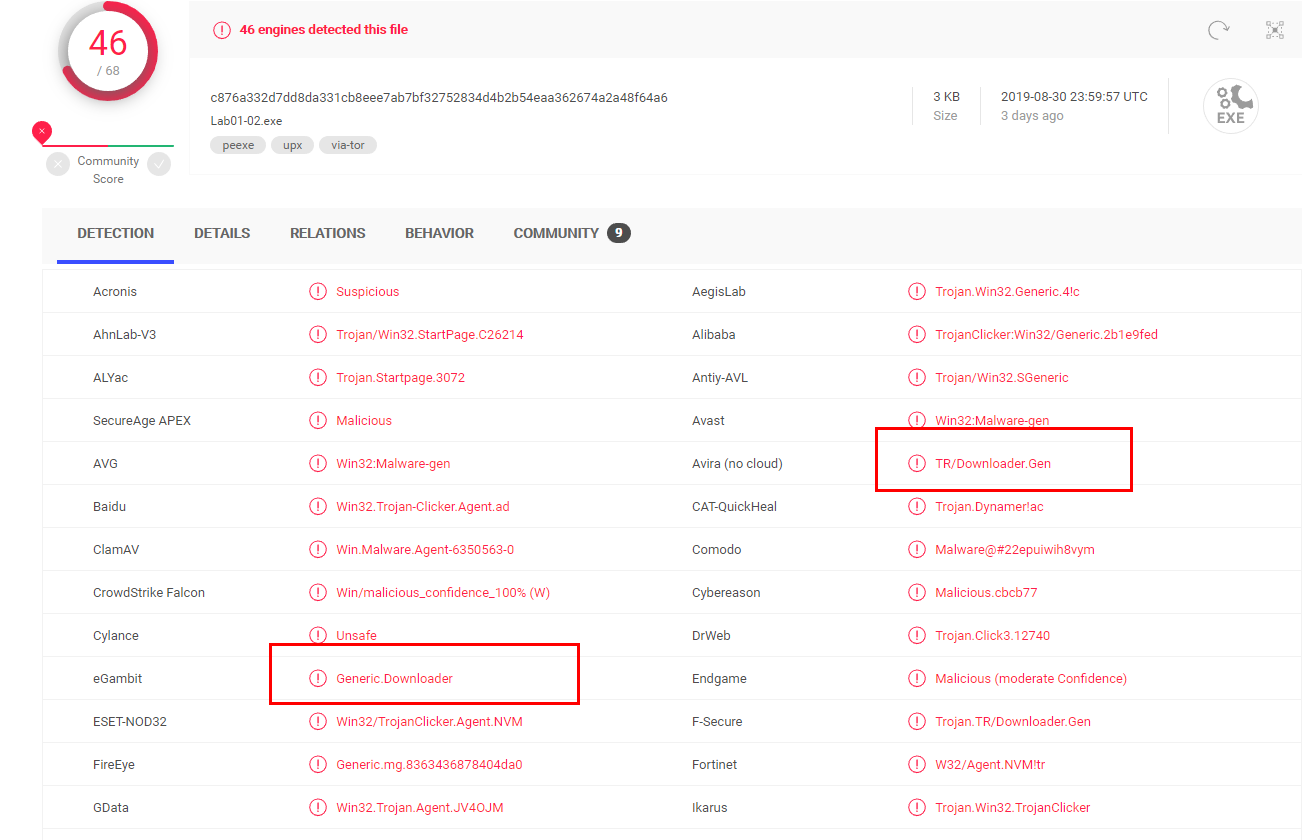 46
/ 68
46 engines detected this file
c876a332d7dd8da331cb8eee7ab7bf32752834d4b2b54eaa362674a2a48f64a6
Lab01-02.exe
peexe upx via-tor
3 KB
Size
2019-08-30 23:59:57 UTC
3 days ago
EXE
Community
Score
DETECTION DETAILS RELATIONS BEHAVIOR COMMUNITY 9
Acronis Suspicious AegisLab Trojan.Win32.Generic.4!c
AhnLab-V3 Trojan/Win32.StartPage.C26214 Alibaba TrojanClicker:Win32/Generic.2b1e9fed
ALYac Trojan.Startpage.3072 Antiy-AVL Trojan/Win32.SGeneric
SecureAge APEX Malicious Avast Win32:Malware-gen
AVG Win32:Malware-gen Avira (no cloud) TR/Downloader.Gen
Baidu Win32.Trojan-Clicker.Agent.ad CAT-QuickHeal Trojan.Dynamer!ac
ClamAV Win.Malware.Agent-6350563-0 Comodo Malware@#22epuiwih8vym
CrowdStrike Falcon Win/malicious_confidence_100% (W) Cybereason Malicious.cbcb77
Cylance Unsafe DrWeb Trojan.Click3.12740
eGambit Generic.Downloader Endgame Malicious (moderate Confidence)
ESET-NOD32 Win32/TrojanClicker.Agent.NVM F-Secure Trojan.TR/Downloader.Gen
FireEye Generic.mg.8363436878404da0 Fortinet W32/Agent.NVM!tr
GData Win32.Trojan.Agent.JV4OJM Ikarus Trojan.Win32.TrojanClicker